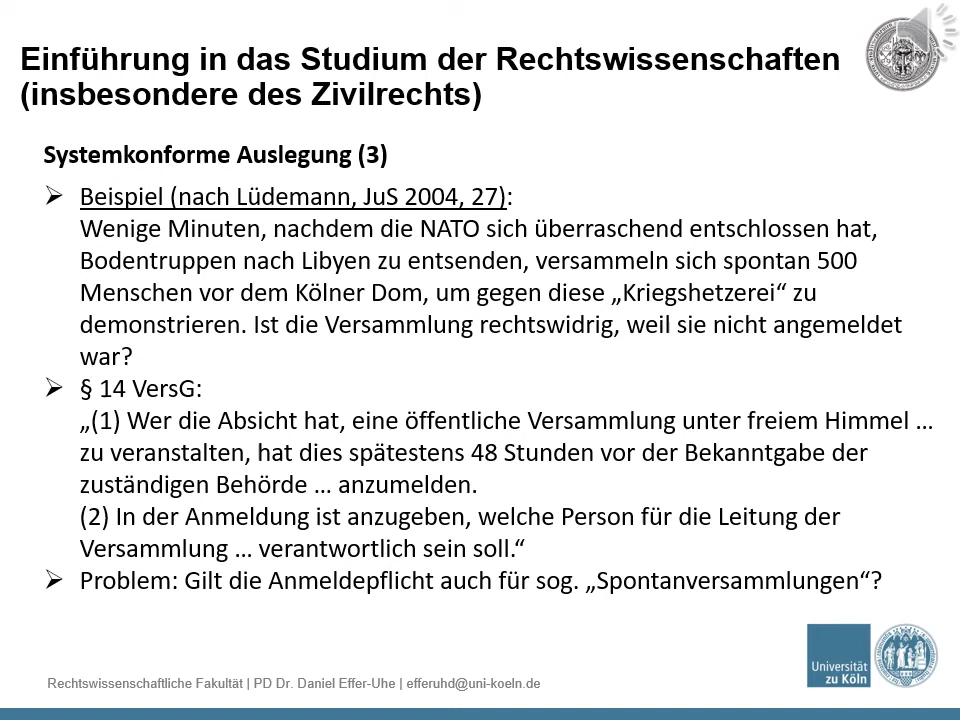 Einführung in das Studium der Rechtswissenschaften
(insbesondere des Zivilrechts)
Systemkonforme Auslegung (3)
➢ Beispiel (nach Lüdemann, JuS 2004, 27):
Wenige Minuten, nachdem die NATO sich überraschend entschlossen hat,
Bodentruppen nach Libyen zu entsenden, versammeln sich spontan 500
Menschen vor dem Kölner Dom, um gegen diese „Kriegshetzerei“ zu
demonstrieren. Ist die Versammlung rechtswidrig, weil sie nicht angemeldet
war?
➢ § 14 VersG:
„(1) Wer die Absicht hat, eine öffentliche Versammlung unter freiem Himmel …
zu veranstalten, hat dies spätestens 48 Stunden vor der Bekanntgabe der
zuständigen Behörde … anzumelden.
(2) In der Anmeldung ist anzugeben, welche Person für die Leitung der
Versammlung … verantwortlich sein soll.“
➢ Problem: Gilt die Anmeldepflicht auch für sog. „Spontanversammlungen“?
Universität
zu Köln
Rechtswissenschaftliche Fakultät | PD Dr. Daniel Effer-Uhe | efferuhd@uni-koeln.de